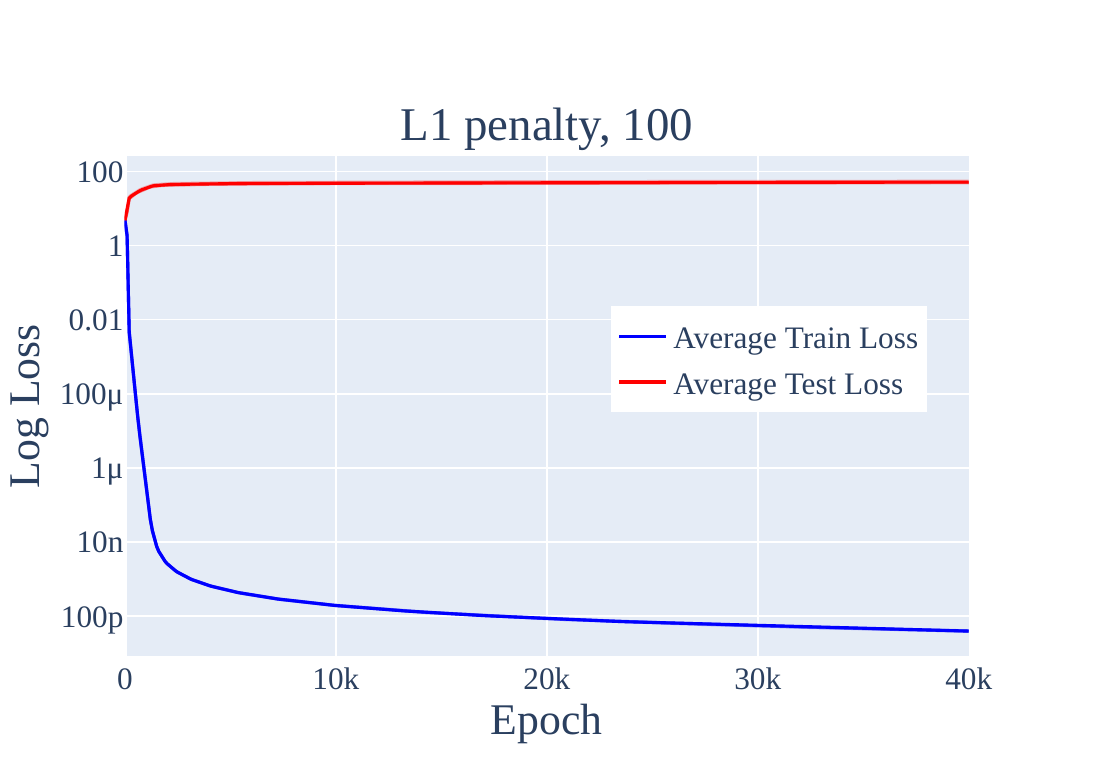 L1 penalty, 100
100
1
0.01
100μ
1μ
10n
100p
Log Loss
Average Train Loss
Average Test Loss
0
10k
20k
30k
40k
Epoch